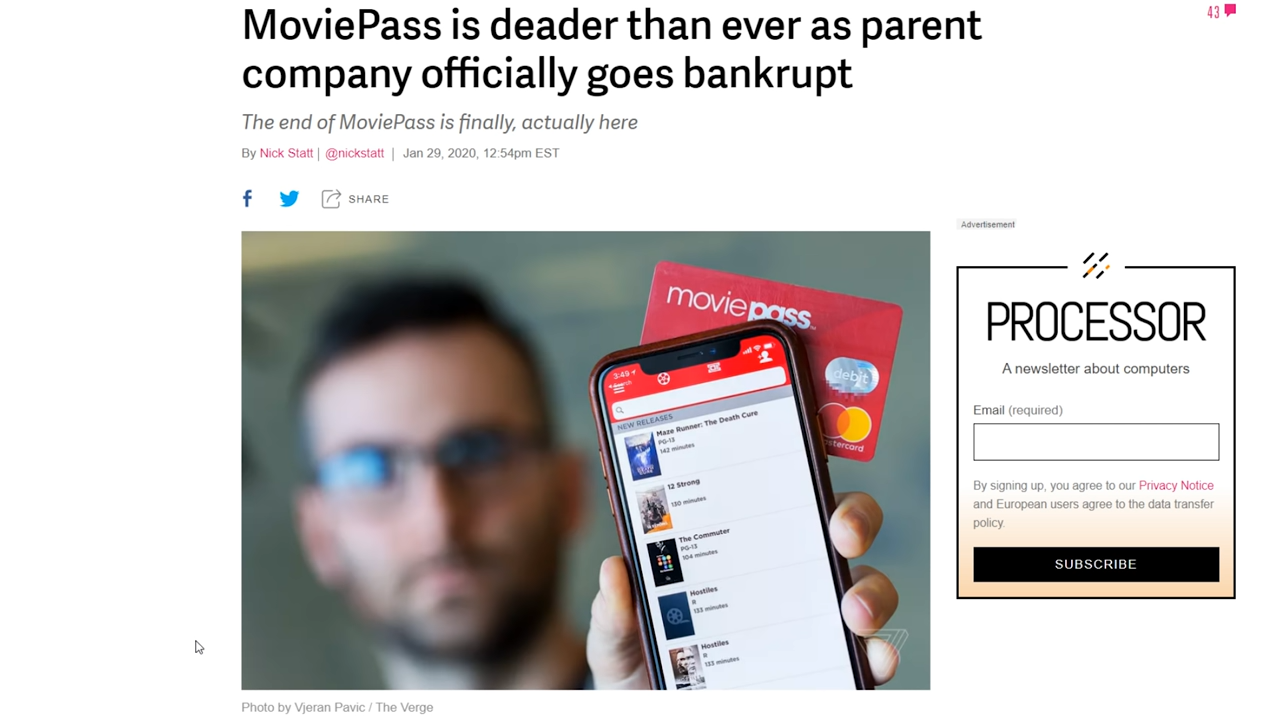 MoviePass is deader than ever as parent
43
company officially goes bankrupt
The end of MoviePass is finally, actually here
By Nick Statt | @nickstatt | Jan 29, 2020, 12:54pm EST
SHARE
Advertisement
PROCESSOR
A newsletter about computers
Email (required)
By signing up, you agree to our Privacy Notice
and European users agree to the data transfer
policy.
SUBSCRIBE
moviepass
debit
mastercard
3:49
Search
NEW RELEASES
Maze Runner: The Death Cure
PG-13
142 minutes
12 Strong
130 minutes
The Commuter
PG-13
104 minutes
Hostiles
R
133 minutes
Hostiles
R
133 minutes
Photo by Vjeran Pavic / The Verge